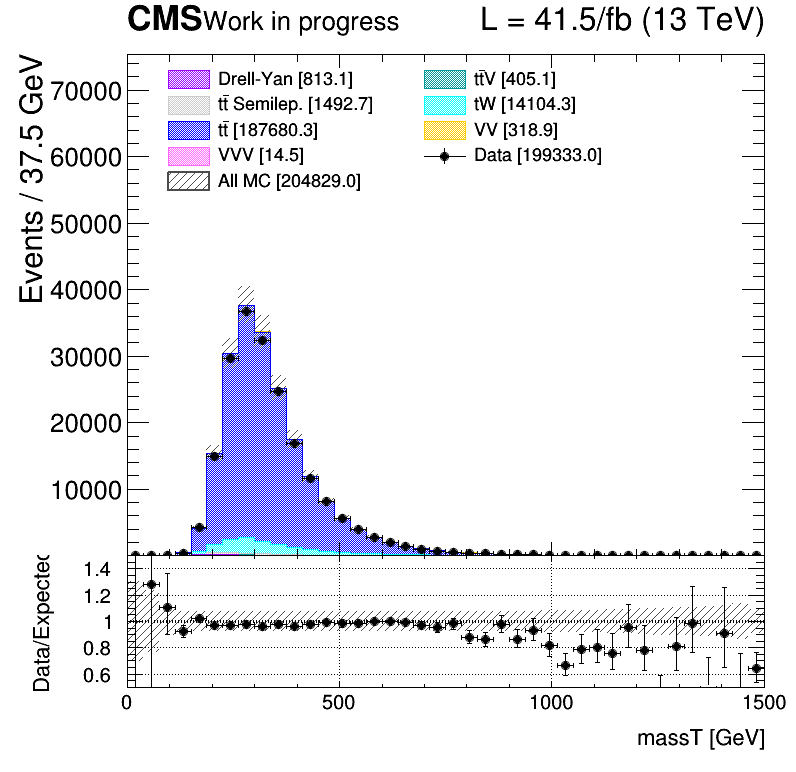 CMS Work in progress L = 41.5/fb (13 TeV)
Events / 37.5 GeV
70000
60000
50000
40000
30000
20000
10000
Drell-Yan [813.1]
tt̄ Semilep. [1492.7]
tt̄ [187680.3]
VVV [14.5]
All MC [204829.0]
tt̄V [405.1]
tW [14104.3]
VV [318.9]
Data [199333.0]
Data/Expected
1.4
1.2
1
0.8
0.6
0 500 1000 1500
massT [GeV]